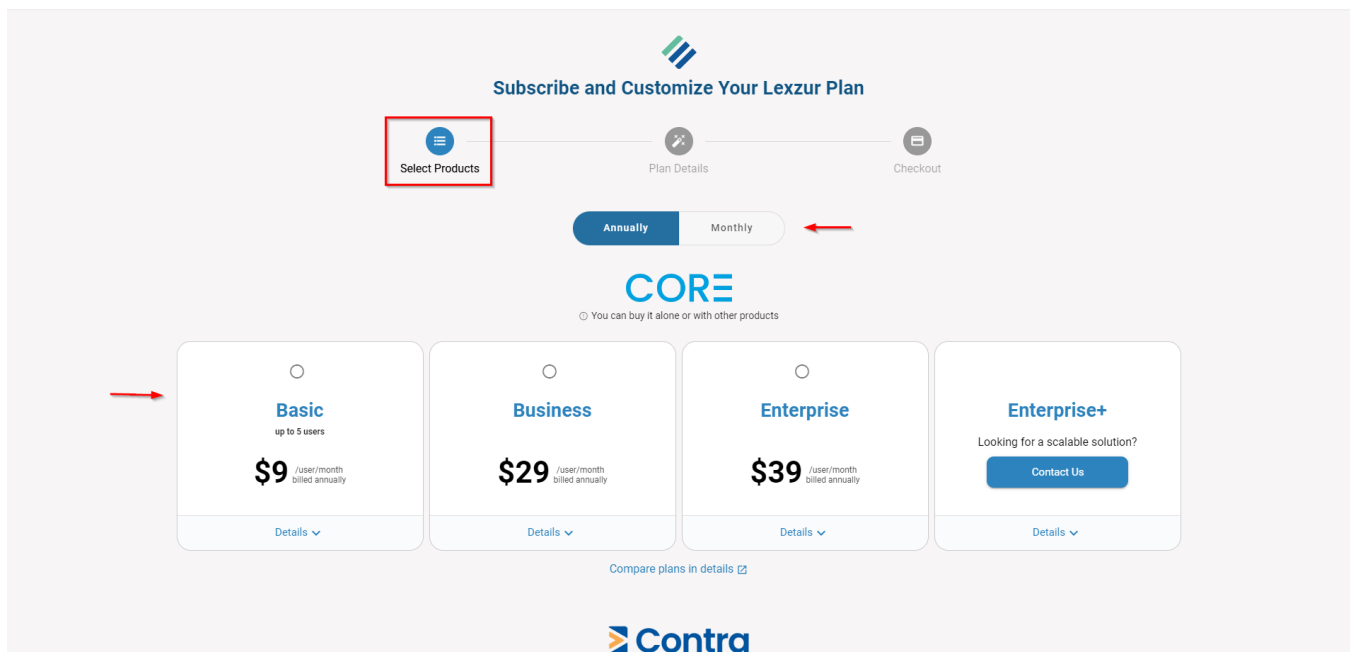 Subscribe and Customize Your Lexzur Plan
Select Products
Plan Details
Checkout
Annually
Monthly
CORE
You can buy it alone or with other products
Basic
up to 5 users
$9 /user/month
billed annually
Details
Business
$29 /user/month
billed annually
Details
Enterprise
$39 /user/month
billed annually
Details
Enterprise+
Looking for a scalable solution?
Contact Us
Details
Compare plans in details
Contra